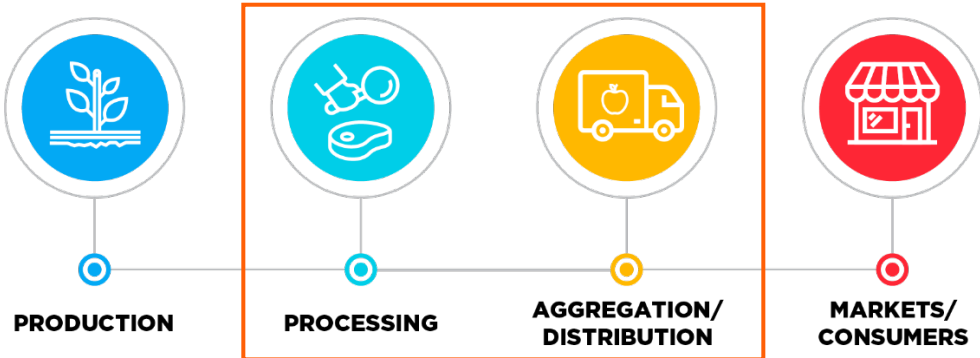 PRODUCTION
PROCESSING
AGGREGATION/
DISTRIBUTION
MARKETS/
CONSUMERS